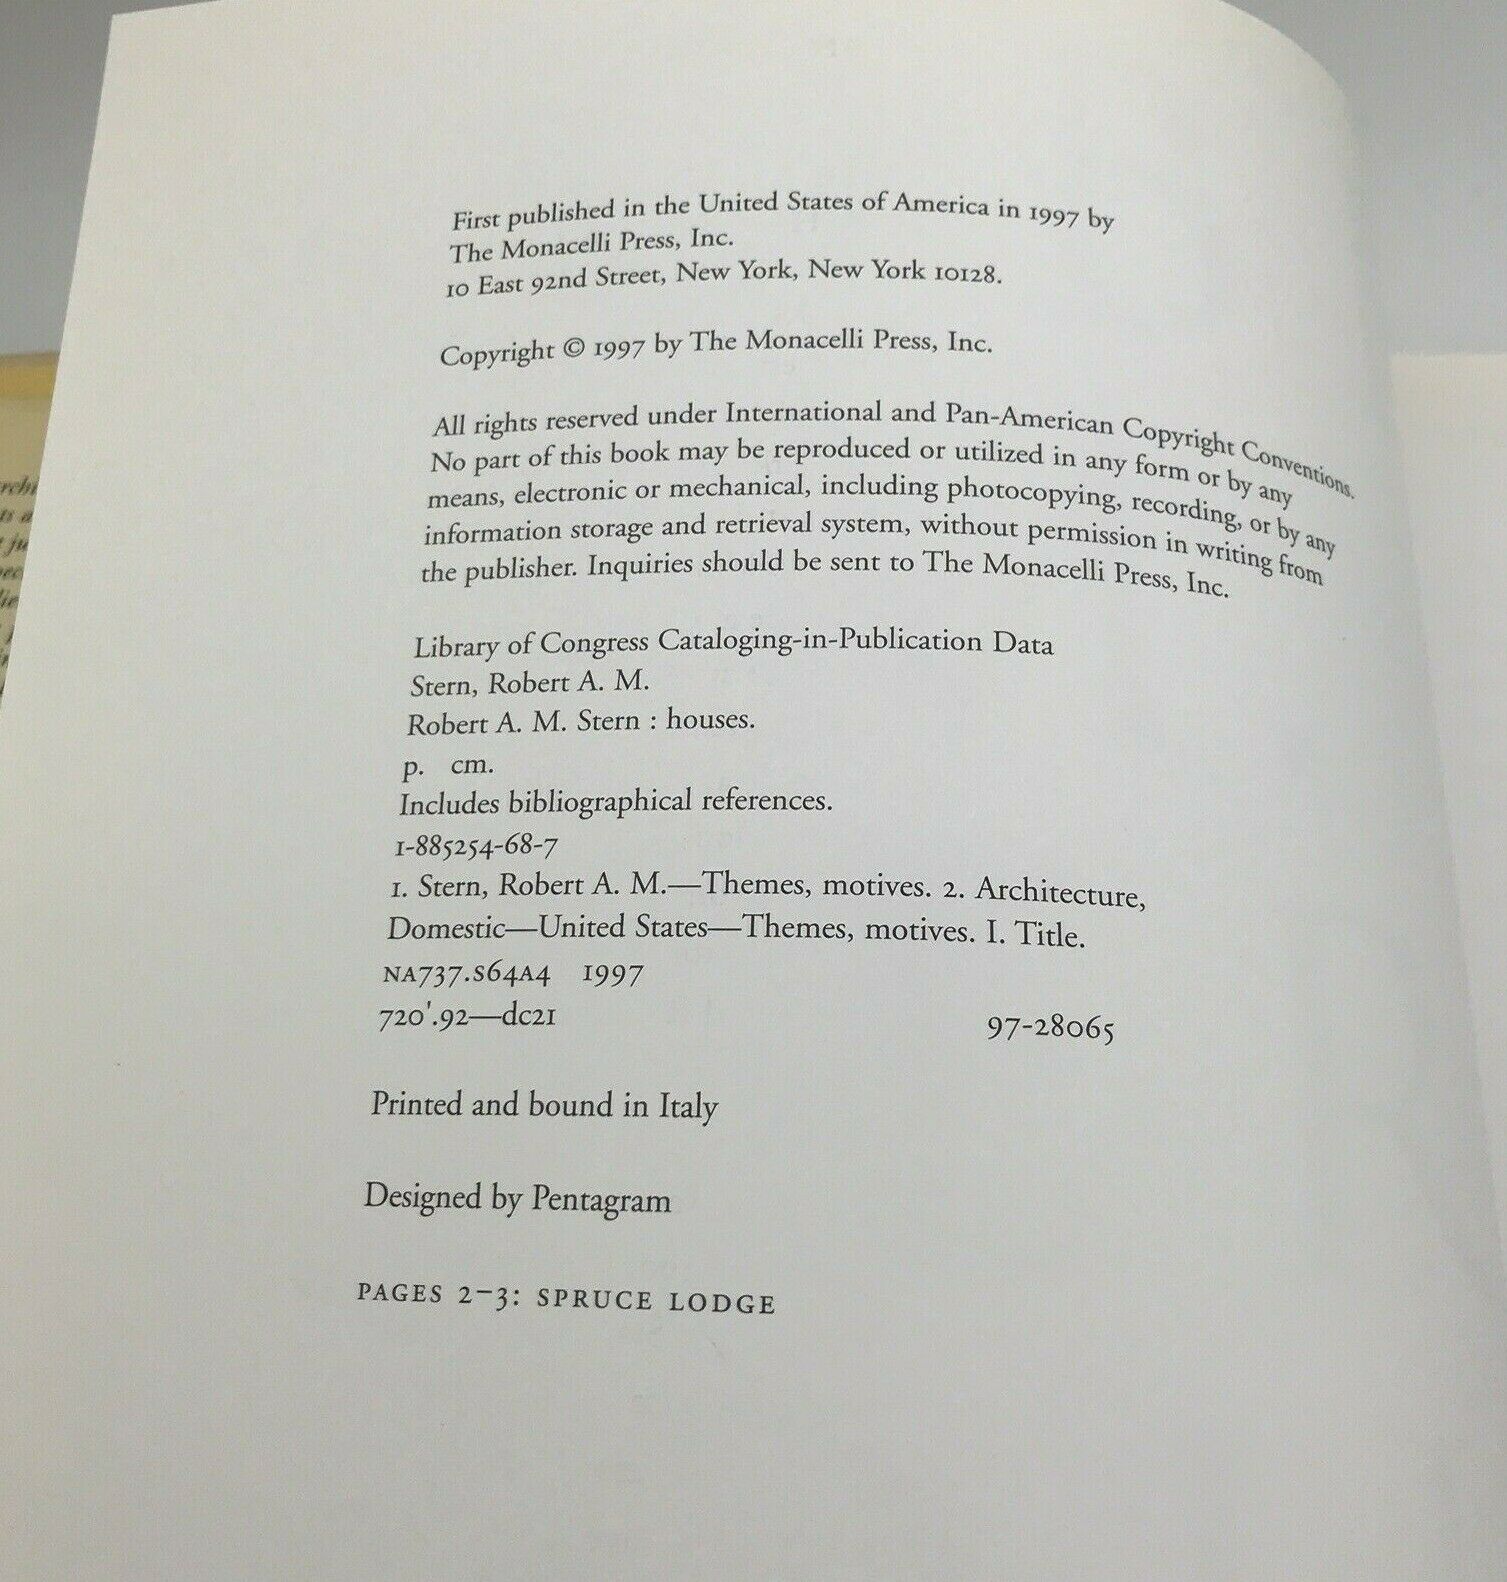 First published in the United States of America in 1997 by
The Monacelli Press, Inc.
10 East 92nd Street, New York, New York 10128.
Copyright © 1997 by The Monacelli Press, Inc.
All rights reserved under International and Pan-American Copyright Conventions.
No part of this book may be reproduced or utilized in any form or by any
means, electronic or mechanical, including photocopying, recording, or by any
information storage and retrieval system, without permission in writing from
the publisher. Inquiries should be sent to The Monacelli Press, Inc.
Library of Congress Cataloging-in-Publication Data
Stern, Robert A. M.
Robert A. M. Stern : houses.
p. cm.
Includes bibliographical references.
1-885254-68-7
1. Stern, Robert A. M.—Themes, motives. 2. Architecture,
Domestic—United States—Themes, motives. I. Title.
NA737.S64A4 1997
720'.92—dc21 97-28065
Printed and bound in Italy
Designed by Pentagram
PAGES 2–3: SPRUCE LODGE